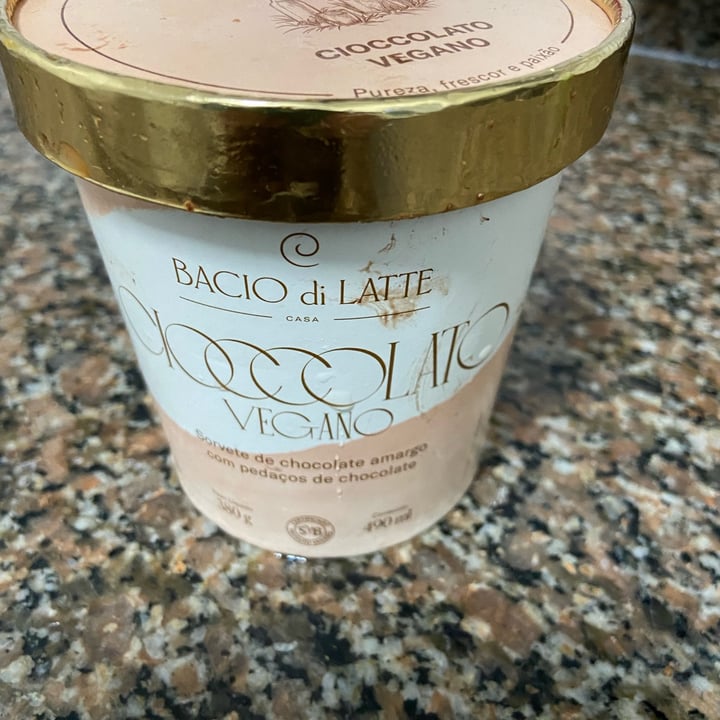 CIOCCOLATO
VEGANO
Pureza, frescor e paixão
BACIO di LATTE
CASA
CIOCCOLATO
VEGANO
Sorvete de chocolate amargo
com pedaços de chocolate
380 g
490 ml